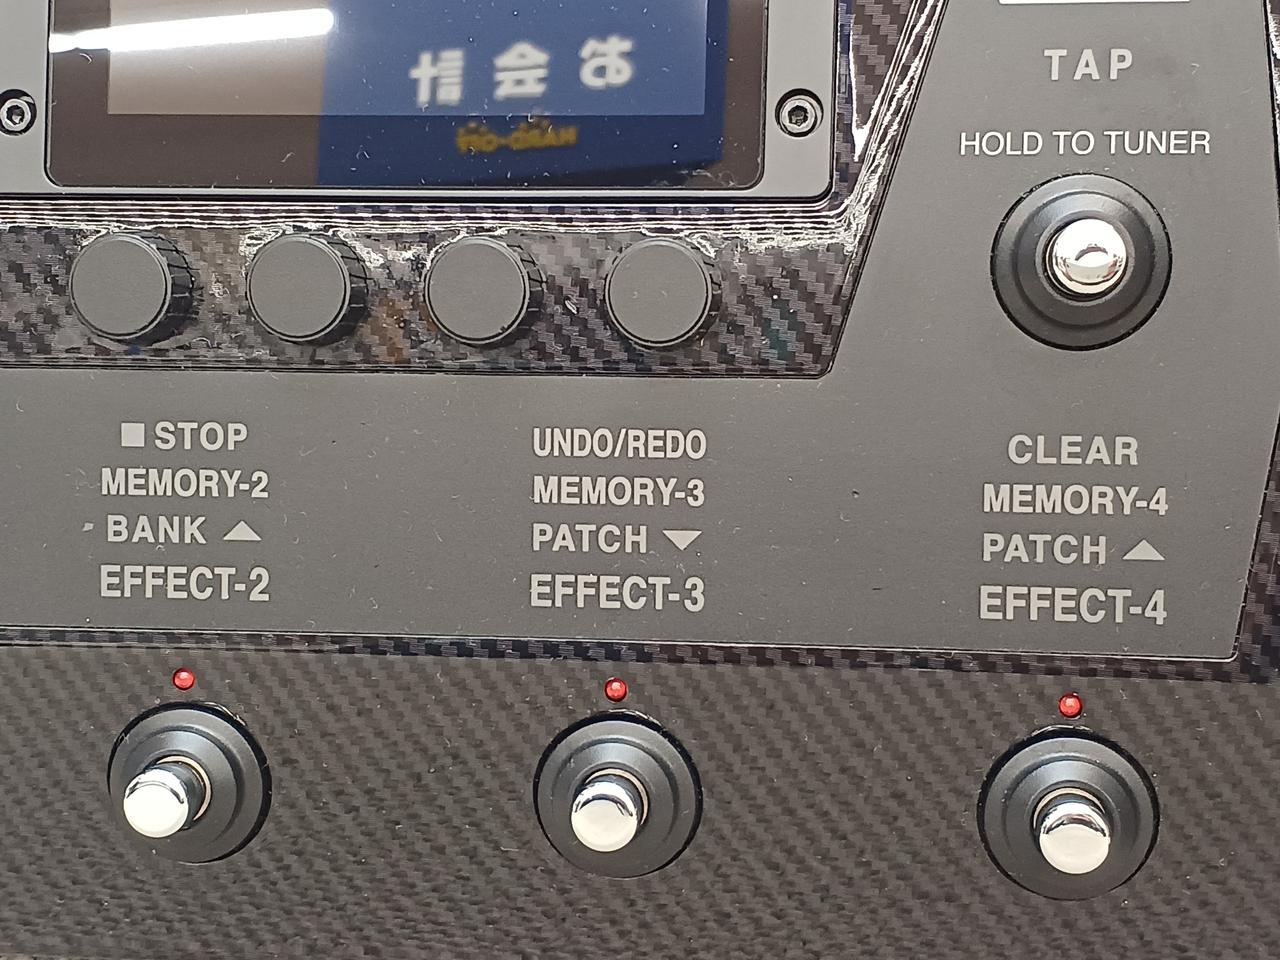 TAP
HOLD TO TUNER
STOP
MEMORY-2
BANK
EFFECT-2
UNDO/REDO
MEMORY-3
PATCH
EFFECT-3
CLEAR
MEMORY-4
PATCH
EFFECT-4